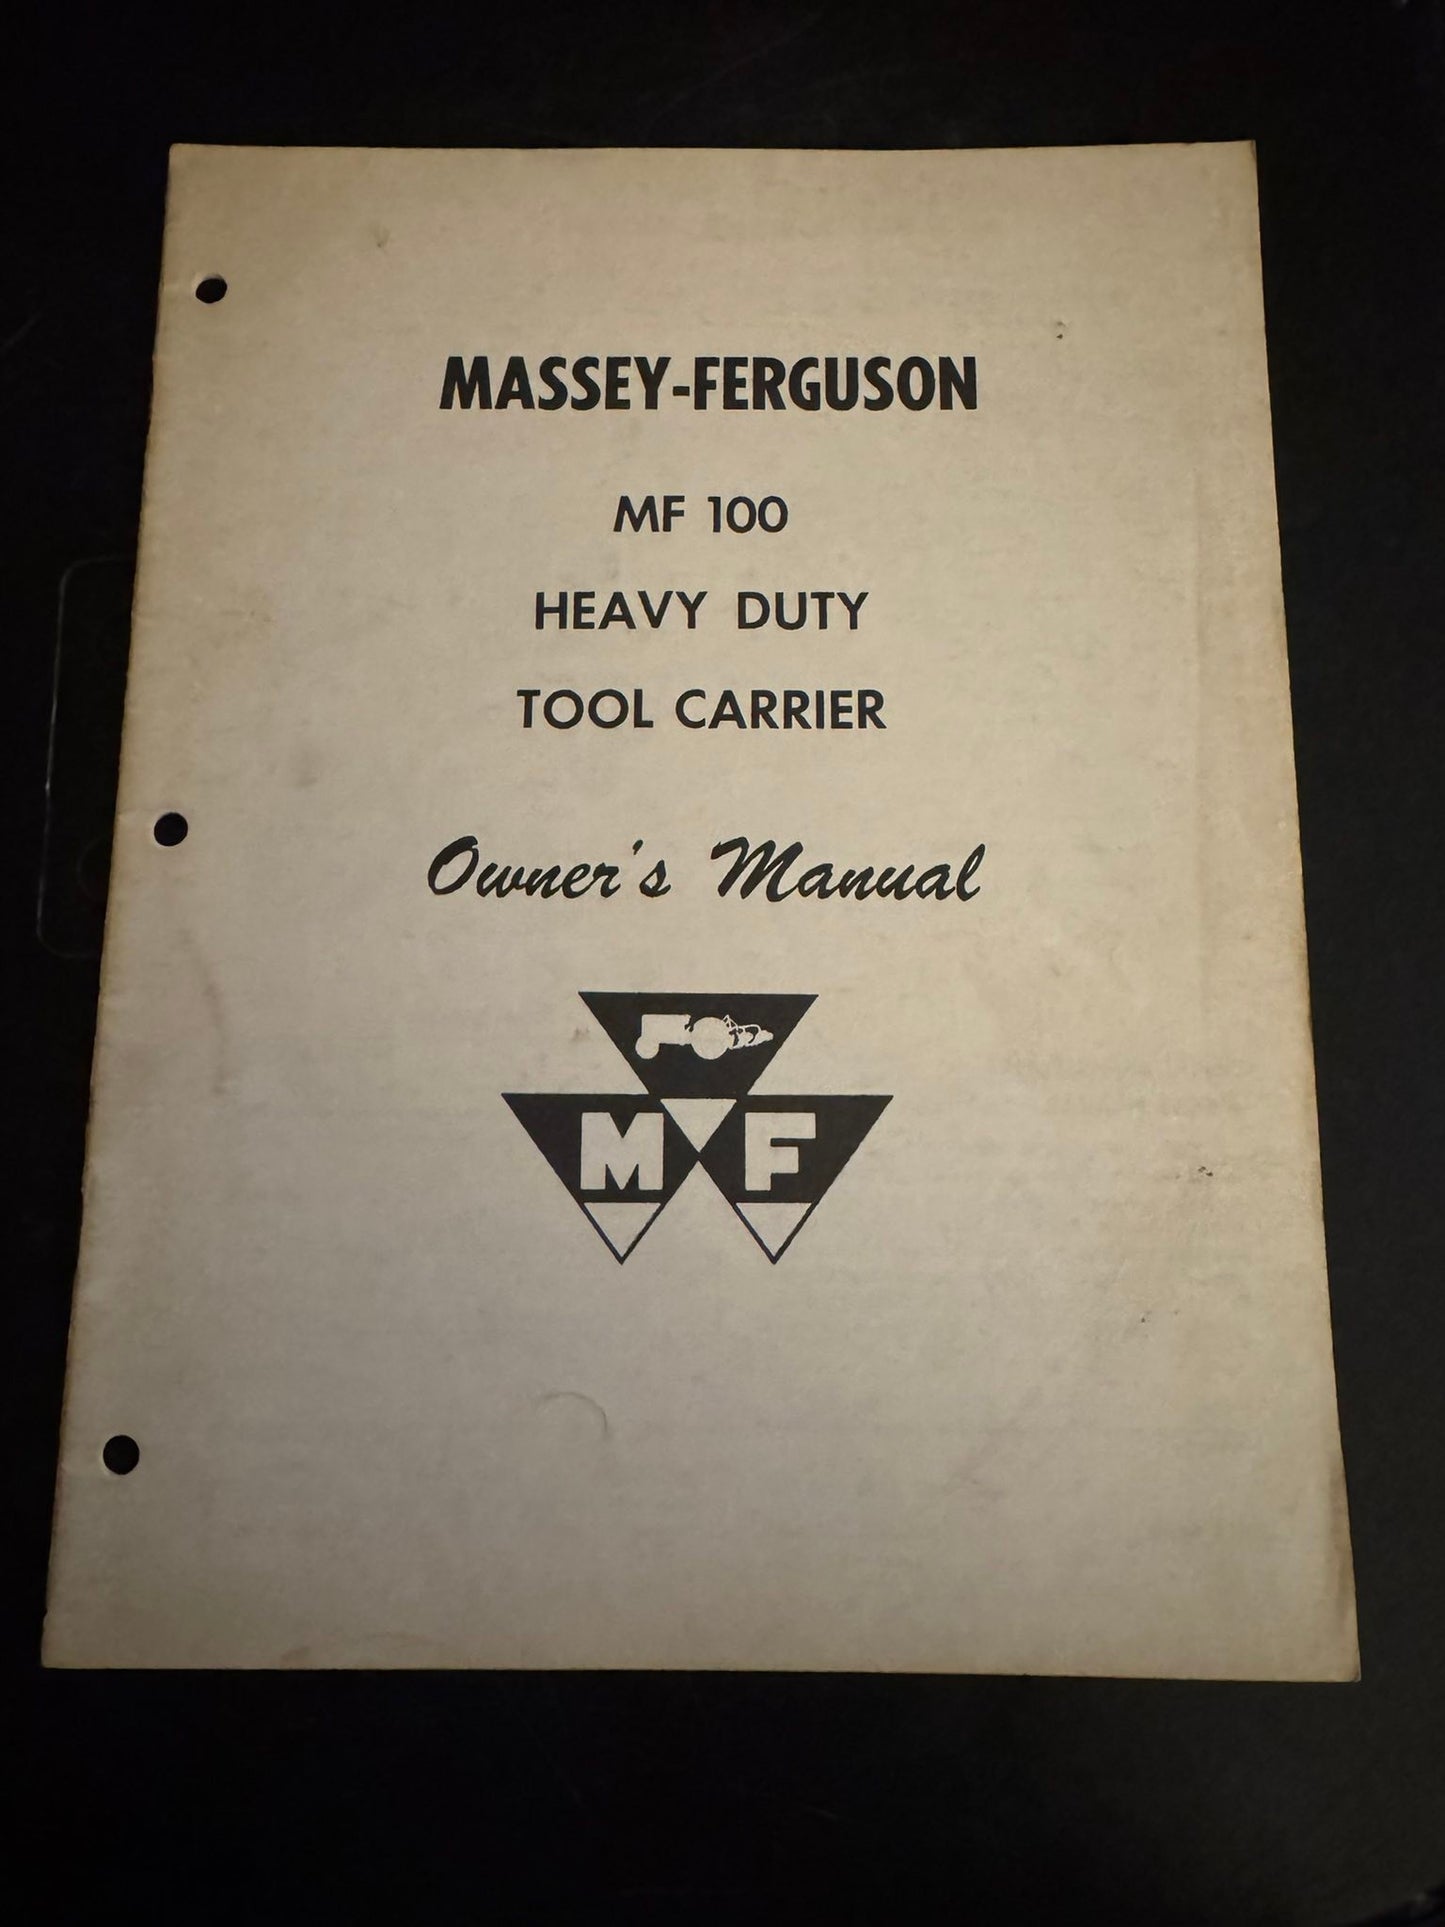 MASSEY-FERGUSON
MF 100
HEAVY DUTY
TOOL CARRIER
Owner's Manual
M F